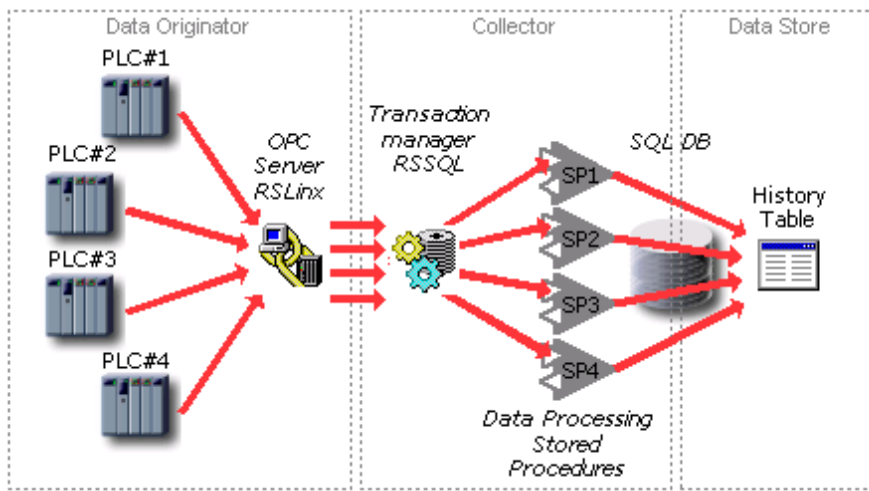 Data Originator
Collector
Data Store
PLC#1
PLC#2
PLC#3
PLC#4
OPC
Server
RSLinx
Transaction
manager
RSSQL
SP1
SP2
SP3
SP4
Data Processing
Stored
Procedures
SQL DB
History
Table